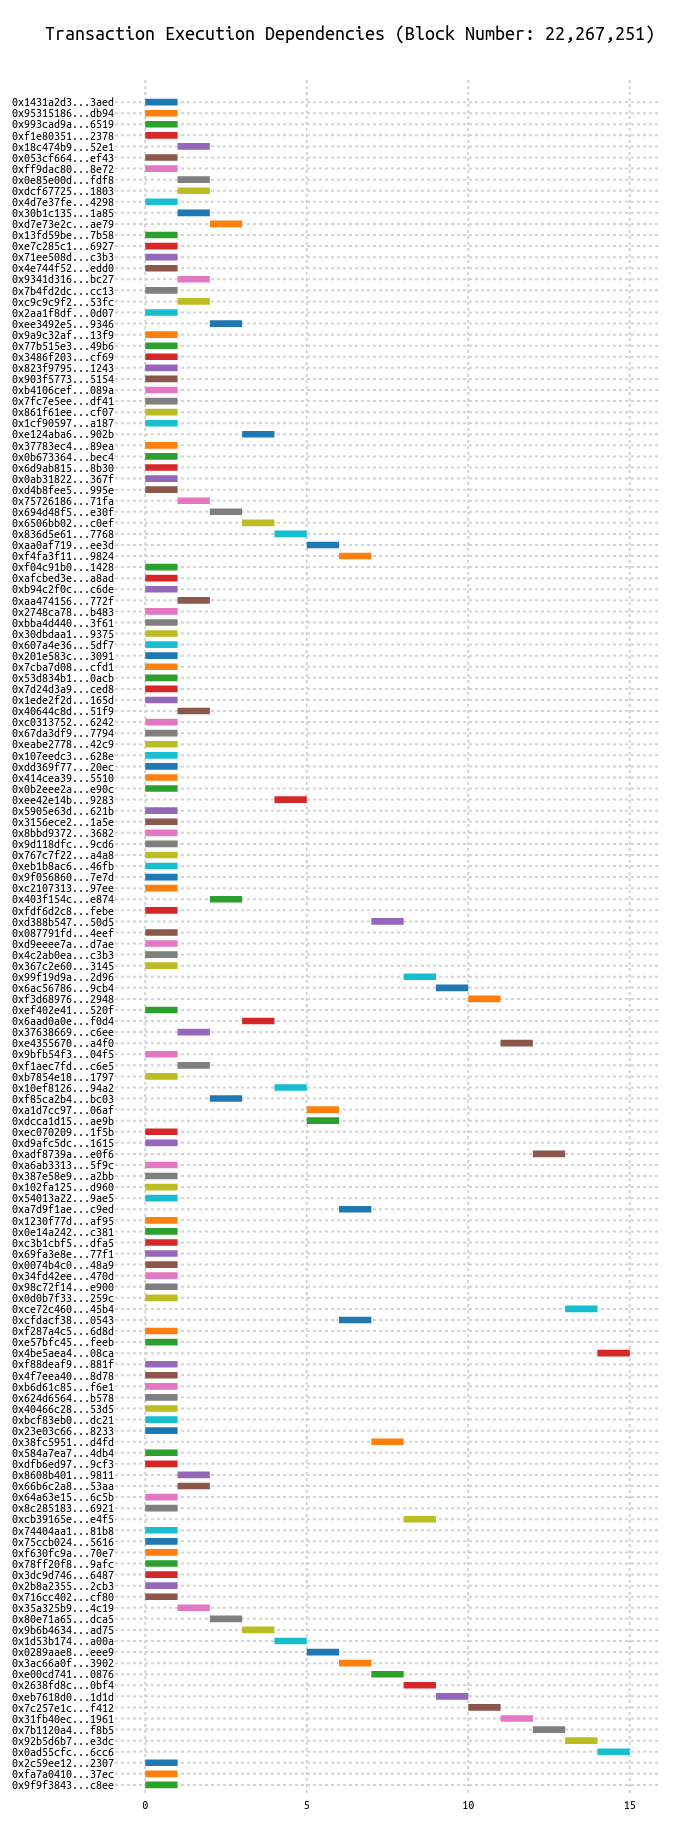 Transaction Execution Dependencies (Block Number: 22,267,251)
0x1431a2d3...3aed
0x95315186...db94
0x993cad9a...6519
0xf1e80351...2378
0x18c474b9...52e1
0x053cf664...ef43
0xff9dac80...8e72
0x0e85e00d...fdf8
0xdcf67725...1803
0x4d7e37fe...4298
0x30b1c135...1a85
0xd7e73e2c...ae79
0x13fd59be...7b58
0xe7c285c1...6927
0x71ee508d...c3b3
0x4e744f52...edd0
0x9341d316...bc27
0x7b4fd2dc...cc13
0xc9c9c9f2...53fc
0x2aa1f8df...0d07
0xee3492e5...9346
0x9a9c32af...13f9
0x77b515e3...49b6
0x3486f203...cf69
0x823f9795...1243
0x903f5773...5154
0xb4106cef...089a
0x7fc7e5ee...df41
0x861f61ee...cf07
0x1cf90597...a187
0xe124aba6...902b
0x37783ec4...89ea
0x0b673364...bec4
0x6d9ab815...8b30
0x0ab31822...367f
0xd4b8fee5...995e
0x75726186...71fa
0x694d48f5...e30f
0x6506bb02...c0ef
0x836d5e61...7768
0xaa0af719...ee3d
0xf4fa3f11...9824
0xf04c91b0...1428
0xafcbed3e...a8ad
0xb94c2f0c...c6de
0xaa474156...772f
0x2748ca78...b483
0xbba4d440...3f61
0x30dbdaa1...9375
0x607a4e36...5df7
0x201e583c...3091
0x7cba7d08...cfd1
0x53d834b1...0acb
0x7d24d3a9...ced8
0x1ede2f2d...165d
0x40644c8d...51f9
0xc0313752...6242
0x67da3df9...7794
0xeabe2778...42c9
0x107eedc3...628e
0xdd369f77...20ec
0x414cea39...5510
0x0b2eee2a...e90c
0xee42e14b...9283
0x5905e63d...621b
0x3156ece2...1a5e
0x8bbd9372...3682
0x9d118dfc...9cd6
0x767c7f22...a4a8
0xeb1b8ac6...46fb
0x9f056860...7e7d
0xc2107313...97ee
0x403f154c...e874
0xfdf6d2c8...febe
0xd388b547...50d5
0x087791fd...4eef
0xd9eeee7a...d7ae
0x4c2ab0ea...c3b3
0x367c2e60...3145
0x99f19d9a...2d96
0x6ac56786...9cb4
0xf3d68976...2948
0xef402e41...520f
0x6aad0a0e...f0d4
0x37638669...c6ee
0xe4355670...a4f0
0x9bfb54f3...04f5
0xf1aec7fd...c6e5
0xb7854e18...1797
0x10ef8126...94a2
0xf85ca2b4...bc03
0xa1d7cc97...06af
0xdcca1d15...ae9b
0xec070209...1f5b
0xd9afc5dc...1615
0xadf8739a...e0f6
0xa6ab3313...5f9c
0x387e58e9...a2bb
0x102fa125...d960
0x54013a22...9ae5
0xa7d9f1ae...c9ed
0x1230f77d...af95
0x0e14a242...c381
0xc3b1cbf5...dfa5
0x69fa3e8e...77f1
0x0074b4c0...48a9
0x34fd42ee...470d
0x98c72f14...e900
0x0d0b7f33...259c
0xce72c460...45b4
0xcfdacf38...0543
0xf287a4c5...6d8d
0xe57bfc45...feeb
0x4be5aea4...08ca
0xf88deaf9...881f
0x4f7eea40...8d78
0xb6d61c85...f6e1
0x624d6564...b578
0x40466c28...53d5
0xbcf83eb0...dc21
0x23e03c66...8233
0x38fc5951...d4fd
0x584a7ea7...4db4
0xdfb6ed97...9cf3
0x8608b401...9811
0x66b6c2a8...53aa
0x64a63e15...6c5b
0x8c285183...6921
0xcb39165e...e4f5
0x74404aa1...81b8
0x75ccb024...5616
0xf630fc9a...70e7
0x78ff20f8...9afc
0x3dc9d746...6487
0x2b8a2355...2cb3
0x716cc402...cf80
0x35a325b9...4c19
0x80e71a65...dca5
0x9b6b4634...ad75
0x1d53b174...a00a
0x0289aae8...eee9
0x3ac66a0f...3902
0xe00cd741...0876
0x2638fd8c...0bf4
0xeb7618d0...1d1d
0x7c257e1c...f412
0x31fb40ec...1961
0x7b1120a4...f8b5
0x92b5d6b7...e3dc
0x0ad55cfc...6cc6
0x2c59ee12...2307
0xfa7a0410...37ec
0x9f9f3843...c8ee
0 5 10 15